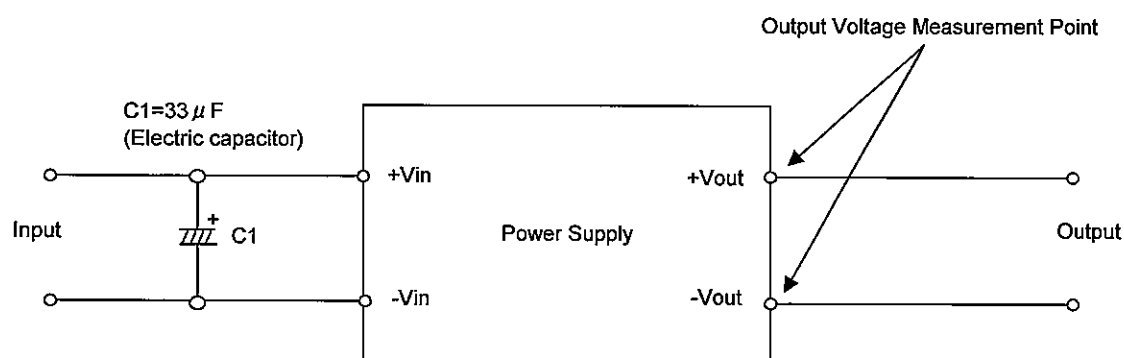 Output Voltage Measurement Point
C1=33μF
(Electric capacitor)
+Vin
+Vout
Input
+
C1
Power Supply
Output
-Vin
-Vout